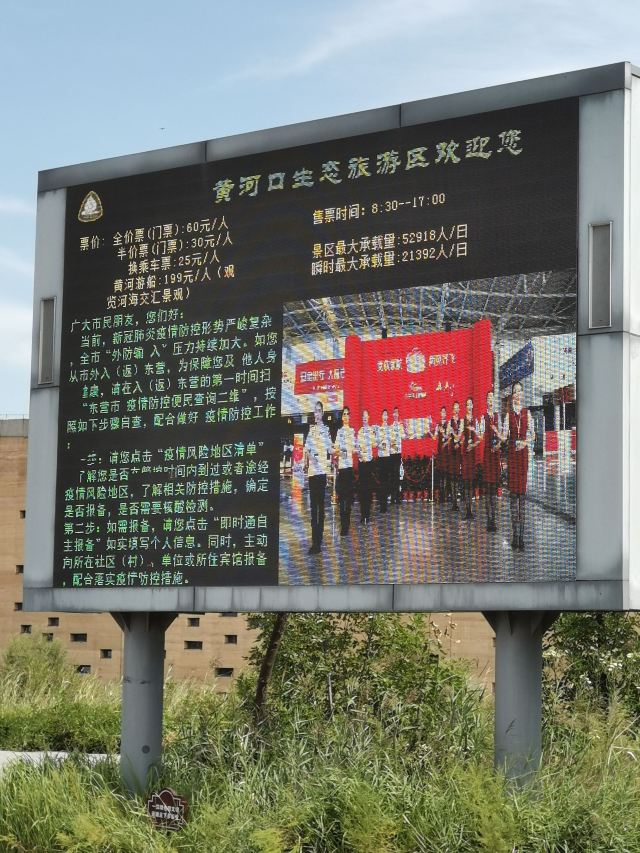 黄河口生态旅游区欢迎您
票价: 全价票(门票):60元/人
半价票(门票):30元/人
换乘车票:25元/人
黄河游船:199元/人(观
览河海交汇景观)
售票时间: 8:30--17:00
景区最大承载量:52918人/日
瞬时最大承载量:21392人/日
广大市民朋友, 您们好:
当前, 新冠肺炎疫情防控形势严峻复杂
, 全市"外防输 入"压力持续加大。如您
从市外入(返)东营, 为保障您及 他人身
健康, 请在入(返)东营的第一时间扫
"东营市 疫情防控便民查询二维", 按
照如下步骤自查, 配合做好 疫情防控工作
:
一步: 请您点击"疫情风险地区清单"
了解您是否在管控时间内到过或者途经
疫情风险地区, 了解相关防控措施, 确定
是否报备, 是否需要核酸检测。
第二步: 如需报备, 请您点击"即时通自
主报备"如实填写个人信息。同时, 主动
向所在社区(村)、单位或所住宾馆报备
, 配合落实疫情防控措施。